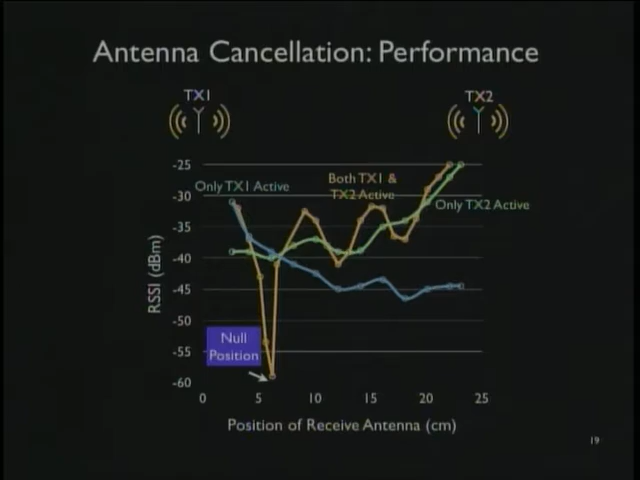 Antenna Cancellation: Performance
TX1
TX2
-25
-30
-35
-40
-45
-50
-55
-60
RSSI (dBm)
Only TX1 Active
Both TX1 &
TX2 Active
Only TX2 Active
Null
Position
0 5 10 15 20 25
Position of Receive Antenna (cm)
19